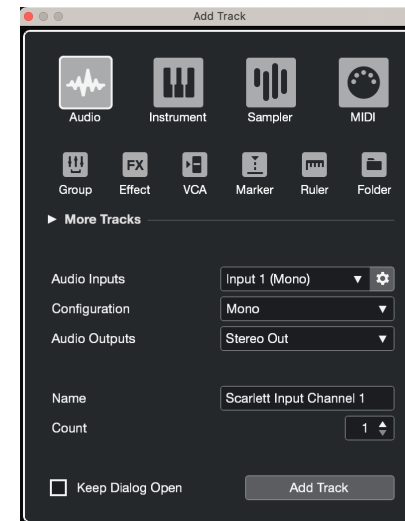 Add Track
Audio Instrument Sampler MIDI
FX
Group Effect VCA Marker Ruler Folder
More Tracks
Audio Inputs Input 1 (Mono)
Configuration Mono
Audio Outputs Stereo Out
Name Scarlett Input Channel 1
Count 1
Keep Dialog Open Add Track